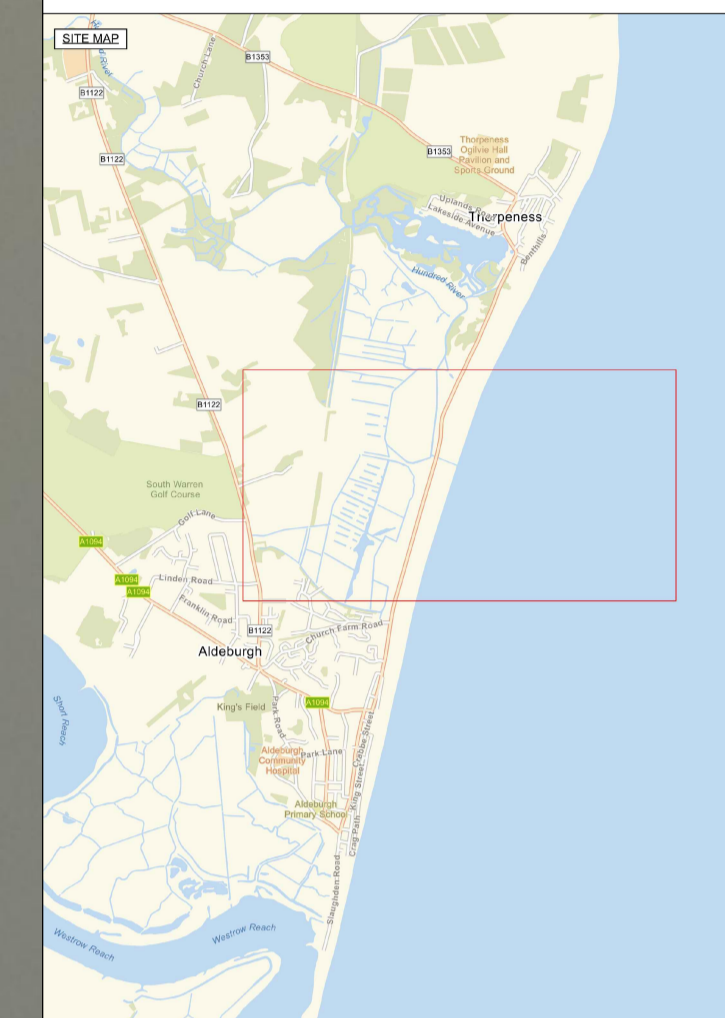 SITE MAP
B1122
Church Lane
B1353
B1122
B1353
Thorpeness
Ogilvie Hall
Pavilion and
Sports Ground
Lakeside Avenue
Thorpeness
Benthills
Hundred River
B1122
South Warren
Golf Course
Golf Lane
A1094
A1094
A1094
Linden Road
Franklin Road
B1122
Church Farm Road
Aldeburgh
King's Field
A1094
Park Road
Short Reach
Aldeburgh
Community
Hospital
Park Lane
Crabbe Street
King Street
Aldeburgh
Primary School
Crag Path
Slaughden Road
Westrow Reach
Westrow Reach